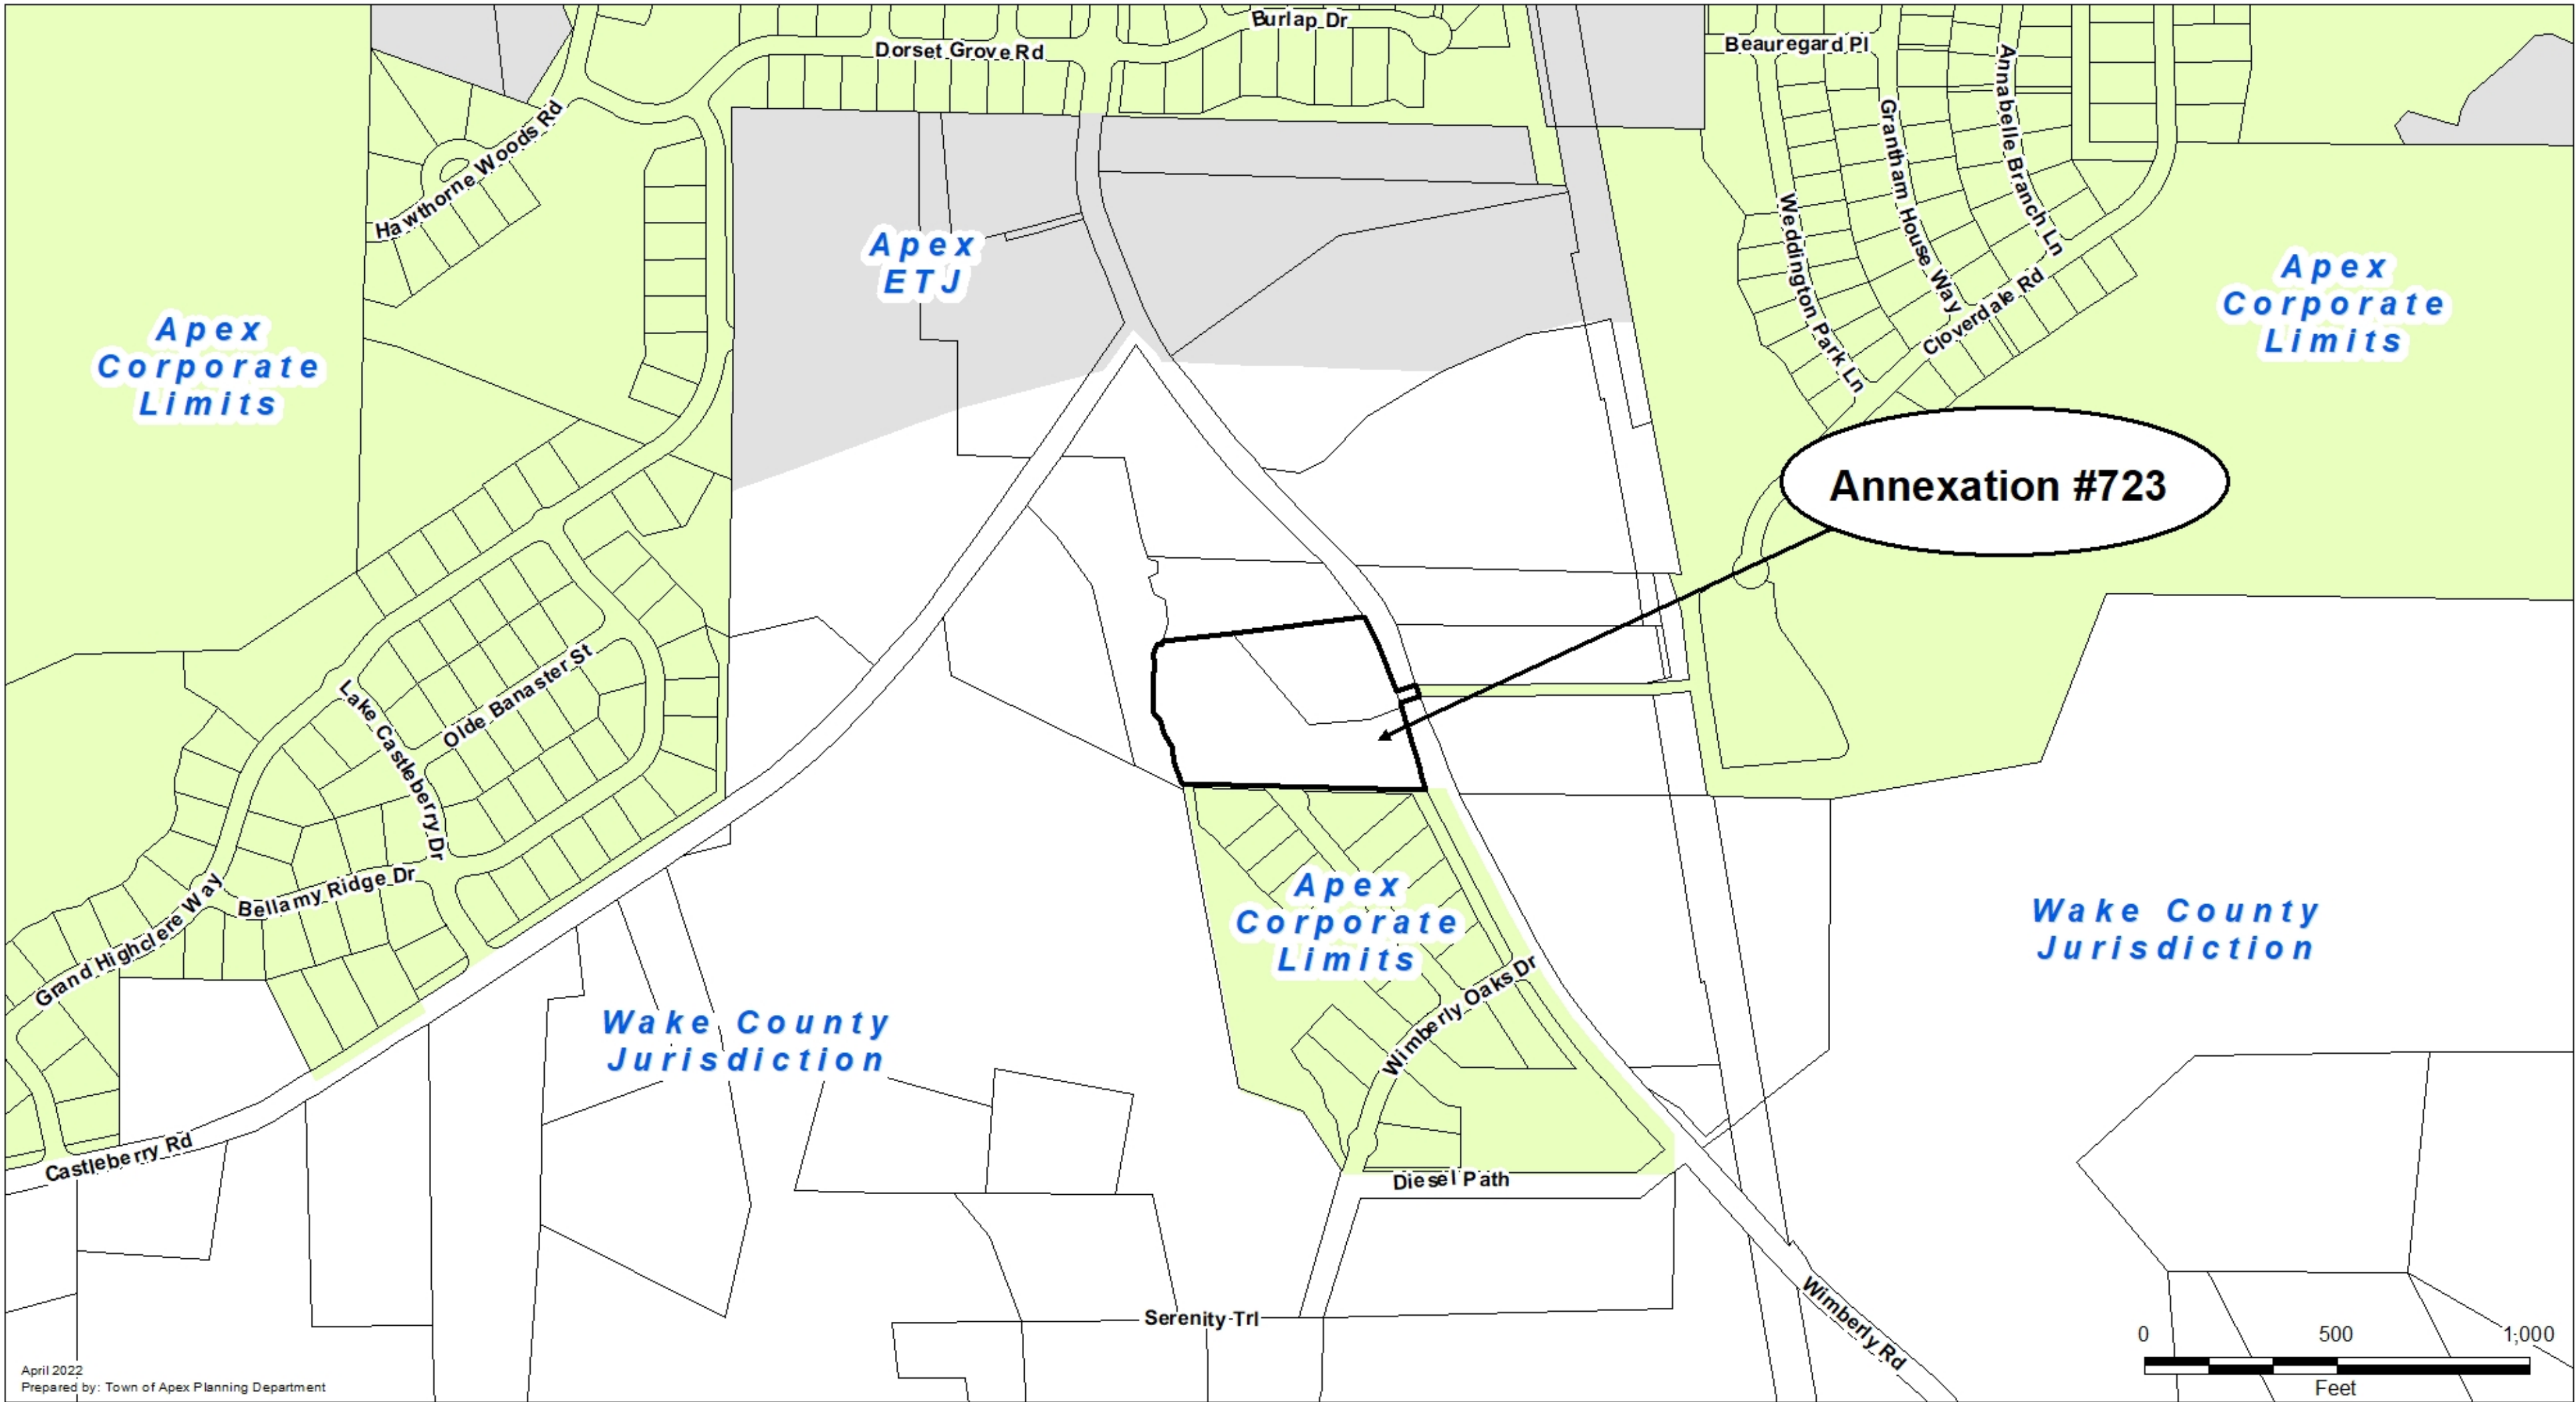 Burlap Dr
Dorset Grove Rd
Beauregard Pl
Annabelle Branch Ln
Grantham House Way
Hawthorne Woods Rd
Weddington Park Ln
Cloverdale Rd
Apex
ETJ
Apex
Corporate
Limits
Apex
Corporate
Limits
Annexation #723
Lake Castleberry Dr
Olde Banaster St
Bellamy Ridge Dr
Grand Highclere Way
Apex
Corporate
Limits
Wake County
Jurisdiction
Wimberly Oaks Dr
Wake County
Jurisdiction
Castleberry Rd
Diesel Path
Serenity Trl
Wimberly Rd
0 500 1,000
Feet
April 2022
Prepared by: Town of Apex Planning Department